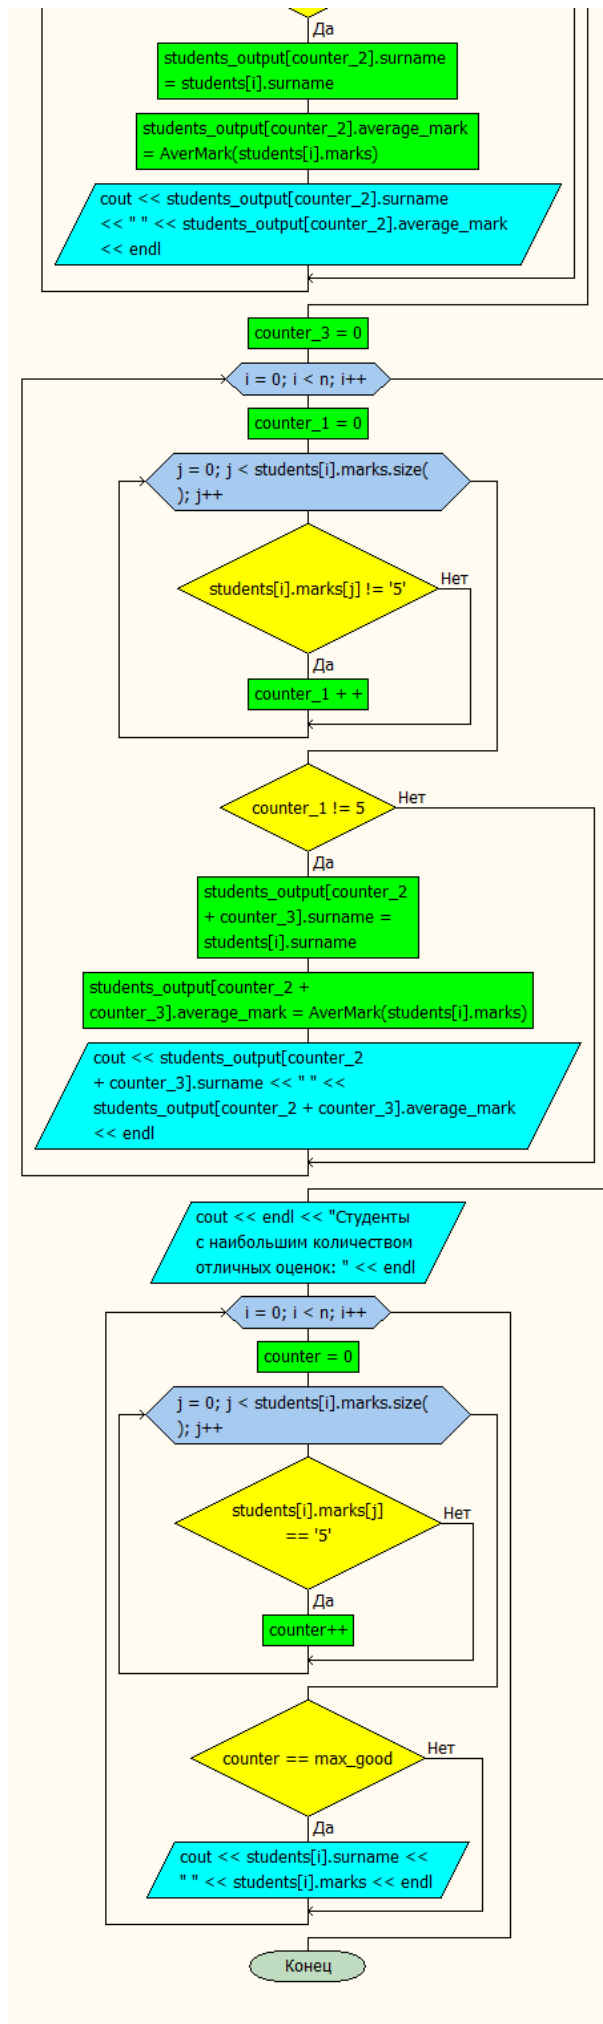 Да
students_output[counter_2].surname
= students[i].surname
students_output[counter_2].average_mark
= AverMark(students[i].marks)
cout << students_output[counter_2].surname
<< " " << students_output[counter_2].average_mark
<< endl
counter_3 = 0
i = 0; i < n; i++
counter_1 = 0
j = 0; j < students[i].marks.size(
); j++
students[i].marks[j] != '5'
Нет
Да
counter_1 + +
counter_1 != 5
Нет
Да
students_output[counter_2
+ counter_3].surname =
students[i].surname
students_output[counter_2 +
counter_3].average_mark = AverMark(students[i].marks)
cout << students_output[counter_2
+ counter_3].surname << " " <<
students_output[counter_2 + counter_3].average_mark
<< endl
cout << endl << "Студенты
с наибольшим количеством
отличных оценок: " << endl
i = 0; i < n; i++
counter = 0
j = 0; j < students[i].marks.size(
); j++
students[i].marks[j]
== '5'
Нет
Да
counter++
counter == max_good
Нет
Да
cout << students[i].surname <<
" " << students[i].marks << endl
Конец